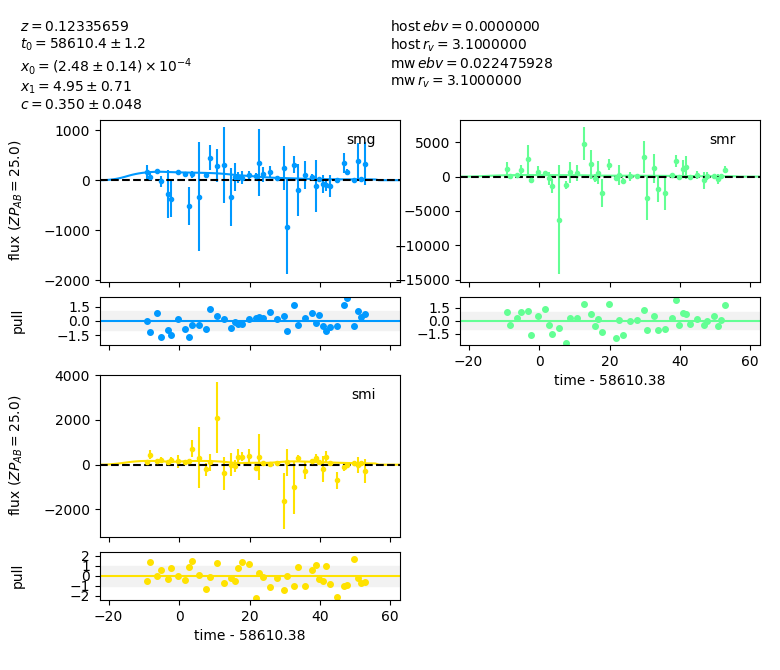 z = 0.12335659
t₀ = 58610.4 ± 1.2
x₀ = (2.48 ± 0.14) × 10⁻⁴
x₁ = 4.95 ± 0.71
c = 0.350 ± 0.048
host ebv = 0.0000000
host r_v = 3.1000000
mw ebv = 0.022475928
mw r_v = 3.1000000
flux (ZP_AB = 25.0)
1000
0
−1000
−2000
smg
5000
0
−5000
−10000
−15000
smr
pull
1.5
0.0
−1.5
1.5
0.0
−1.5
−20 0 20 40 60
time - 58610.38
flux (ZP_AB = 25.0)
4000
2000
0
−2000
smi
pull
2
1
0
−1
−2
−20 0 20 40 60
time - 58610.38